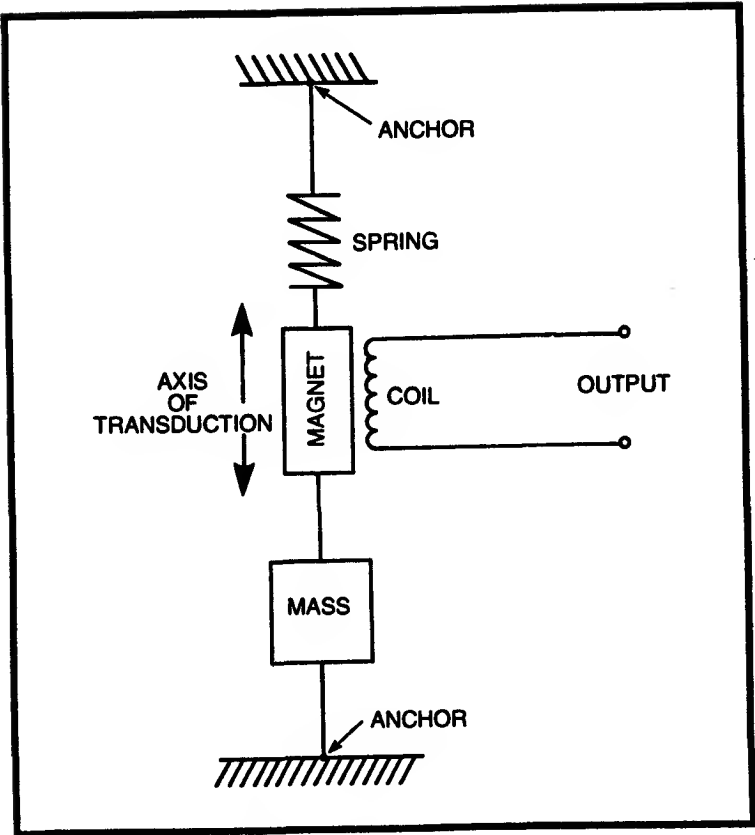 ANCHOR
SPRING
AXIS
OF
TRANSDUCTION
MAGNET
COIL
OUTPUT
MASS
ANCHOR